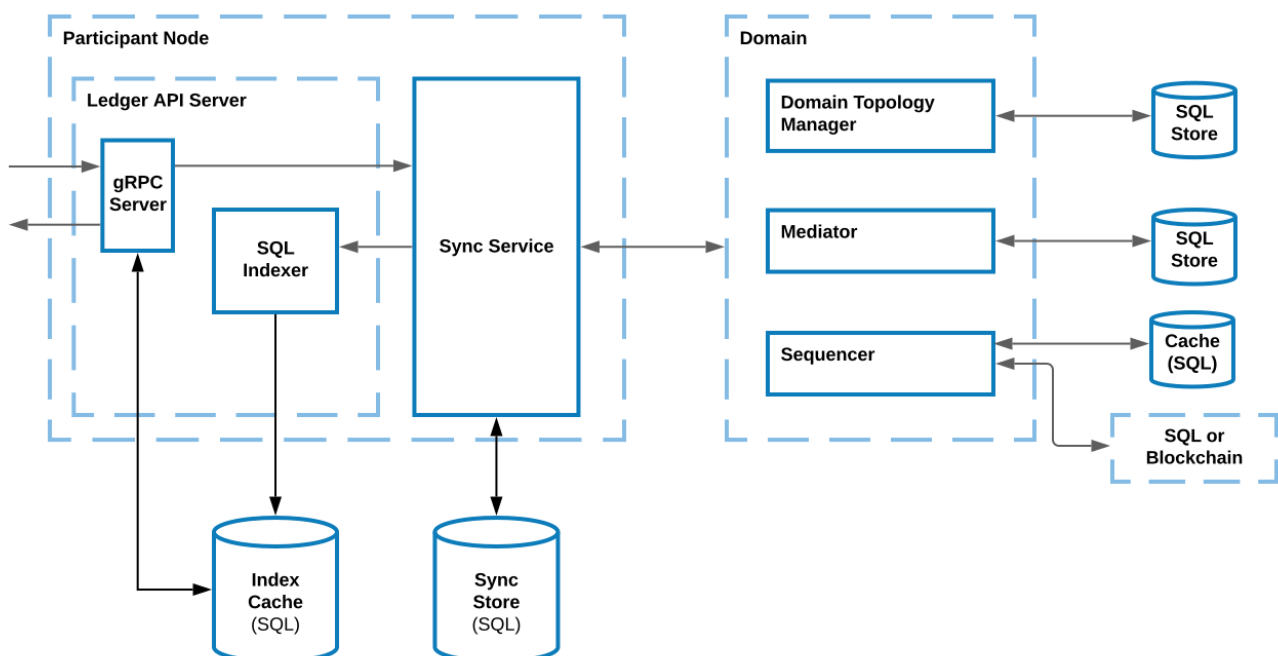 Participant Node
Ledger API Server
gRPC
Server
SQL
Indexer
Sync Service
Index
Cache
(SQL)
Sync
Store
(SQL)
Domain
Domain Topology
Manager
SQL
Store
Mediator
SQL
Store
Sequencer
Cache
(SQL)
SQL or
Blockchain